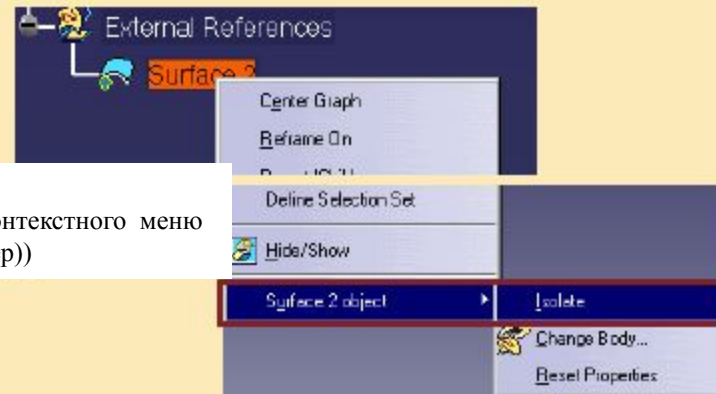 External References
Surface 2
Center Graph
Reframe On
Define Selection Set
нтекстного меню
р))
Hide/Show
Surface 2 object
Isolate
Change Body...
Reset Properties